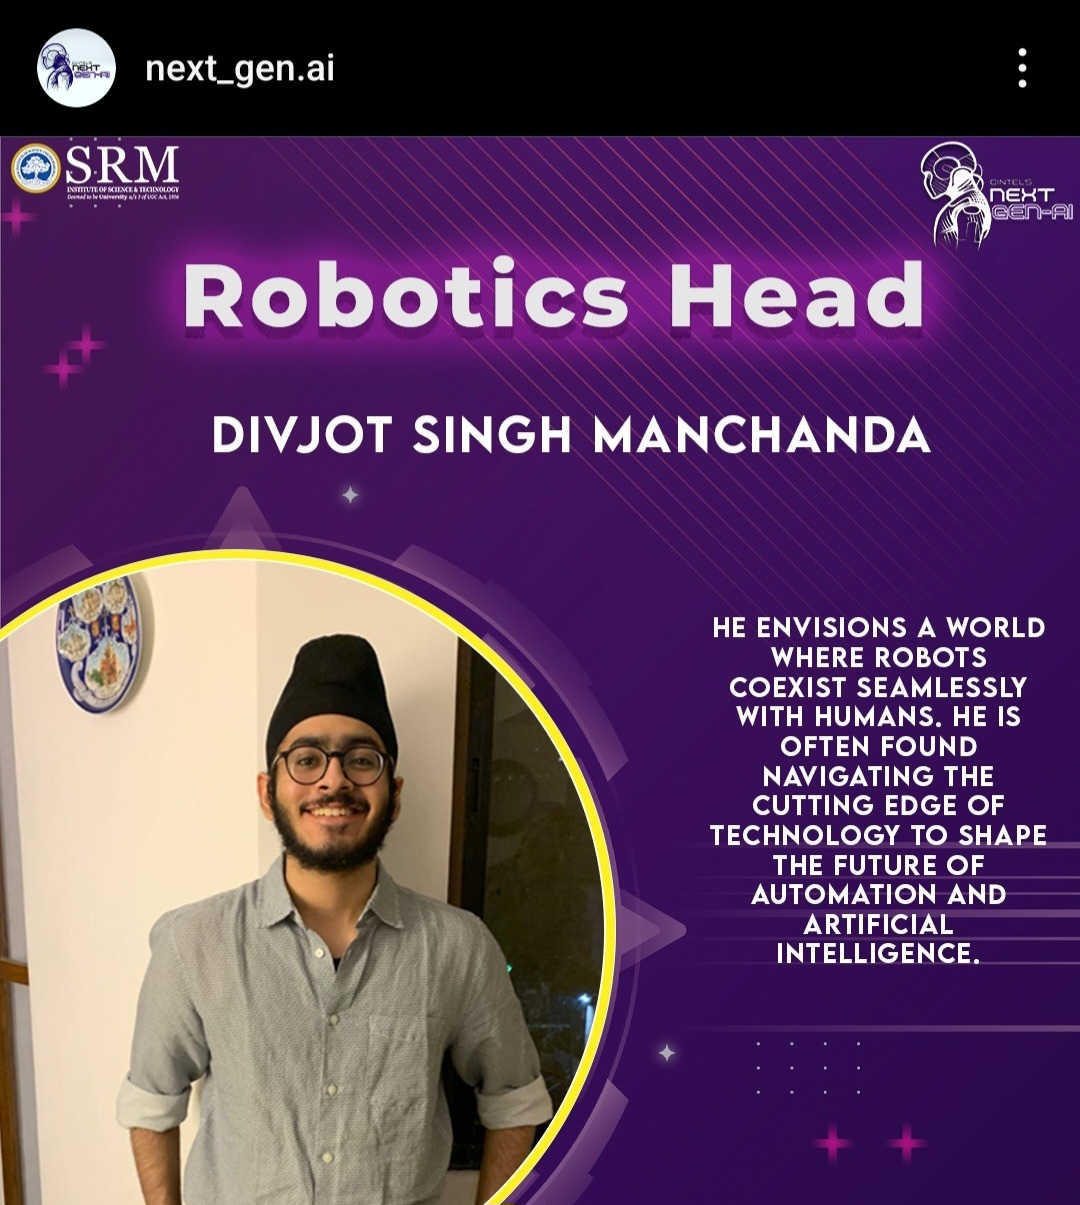 next_gen.ai
SRM
INSTITUTE OF SCIENCE & TECHNOLOGY
Deemed to be University u/s 3 of UGC Act, 1956
CINTEL'S
NEXT
GEN-AI
Robotics Head
DIVJOT SINGH MANCHANDA
HE ENVISIONS A WORLD
WHERE ROBOTS
COEXIST SEAMLESSLY
WITH HUMANS. HE IS
OFTEN FOUND
NAVIGATING THE
CUTTING EDGE OF
TECHNOLOGY TO SHAPE
THE FUTURE OF
AUTOMATION AND
ARTIFICIAL
INTELLIGENCE.